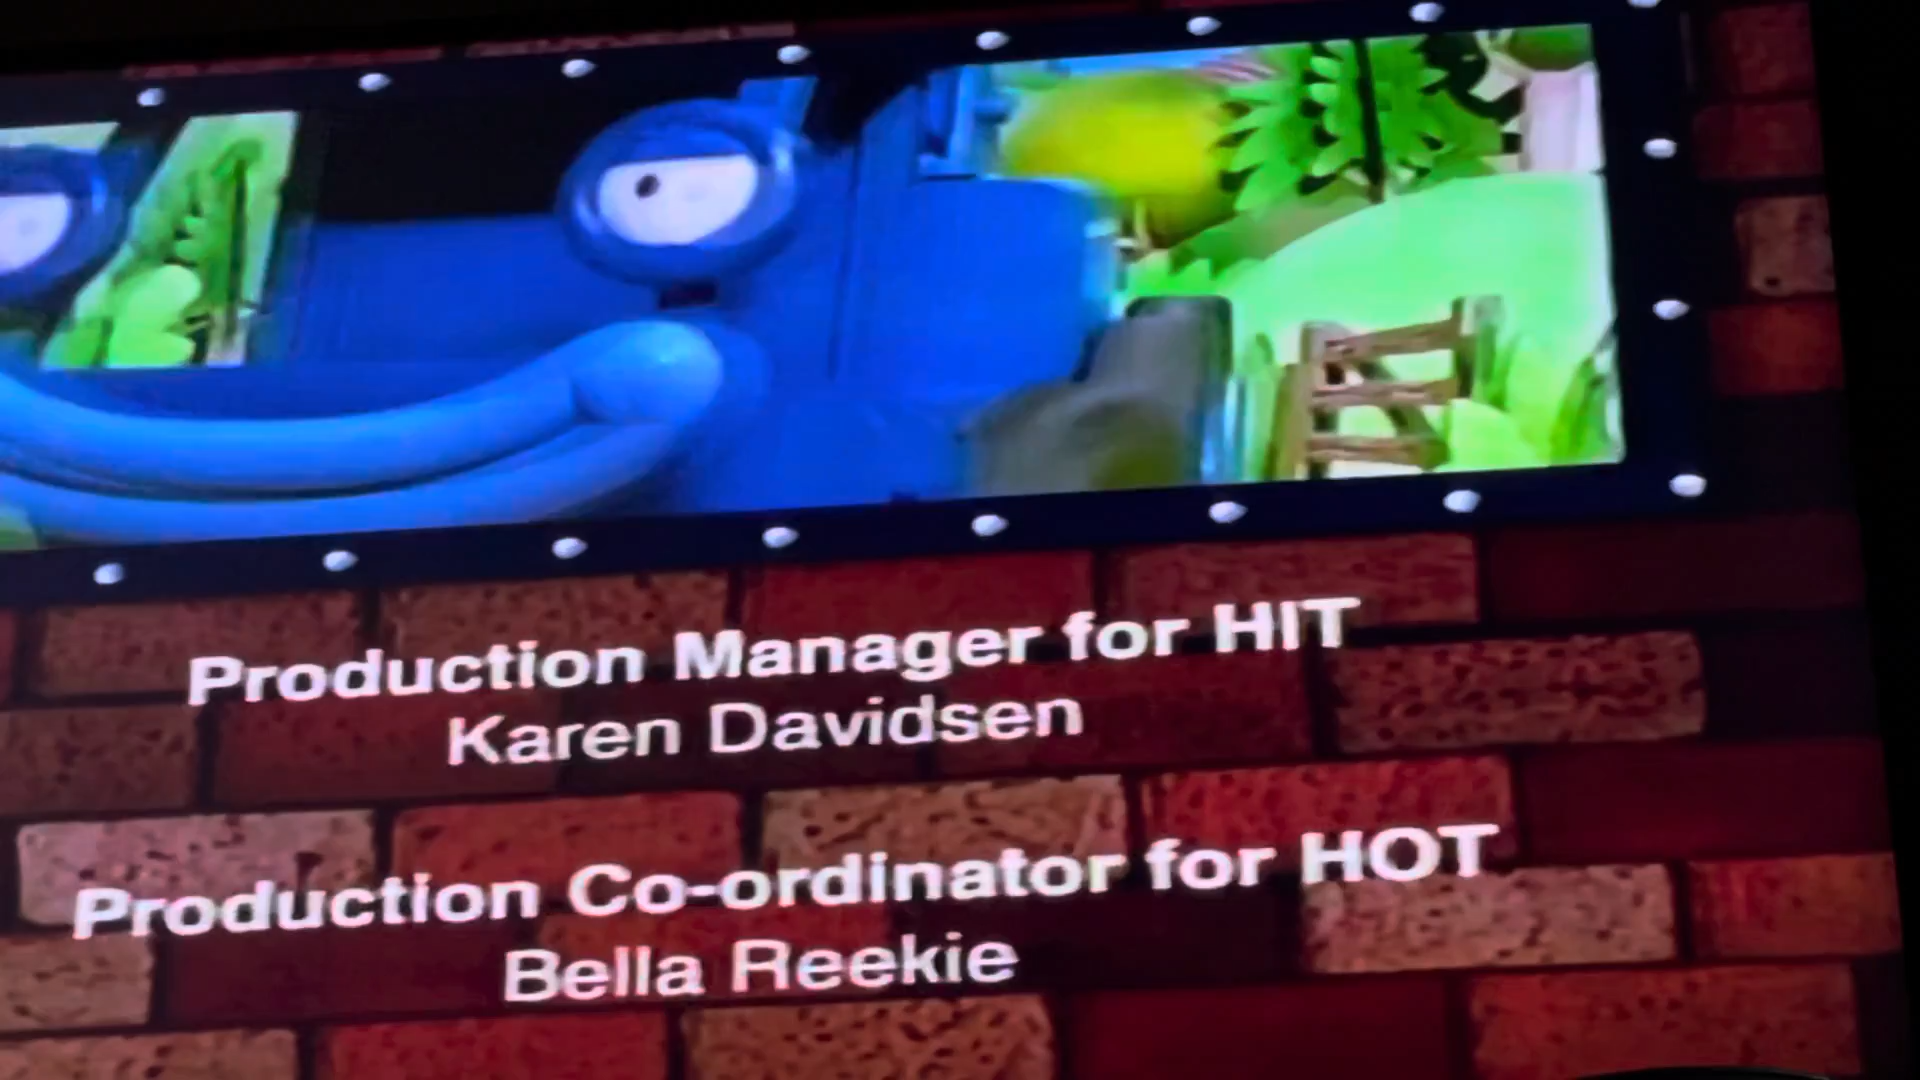 Production Manager for HIT
Karen Davidsen
Production Co-ordinator for HOT
Bella Reekie